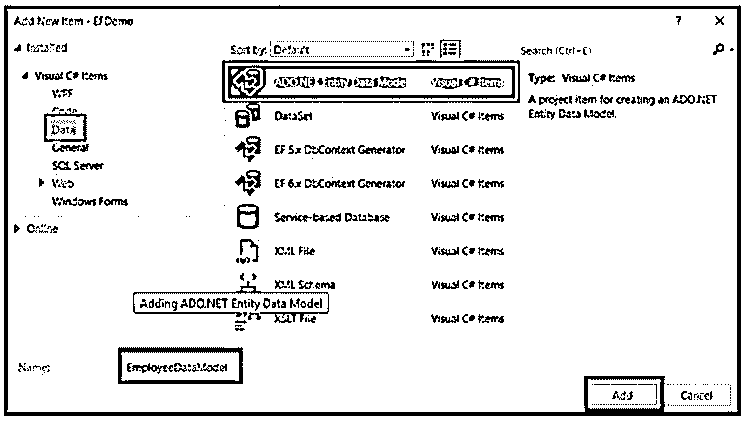 Add New Item - EFDemo
? ×
Installed
Sort by: Default
Search (Ctrl+E)
Visual C# Items
WPF
Code
Data
General
SQL Server
Web
Windows Forms
Online
ADO.NET Entity Data Model Visual C# Items
DataSet Visual C# Items
EF 5.x DbContext Generator Visual C# Items
EF 6.x DbContext Generator Visual C# Items
Service-based Database Visual C# Items
XML File Visual C# Items
XML Schema Visual C# Items
XSLT File Visual C# Items
Adding ADO.NET Entity Data Model
Type: Visual C# Items
A project item for creating an ADO.NET
Entity Data Model.
Name: EmployeeDataModel
Add Cancel